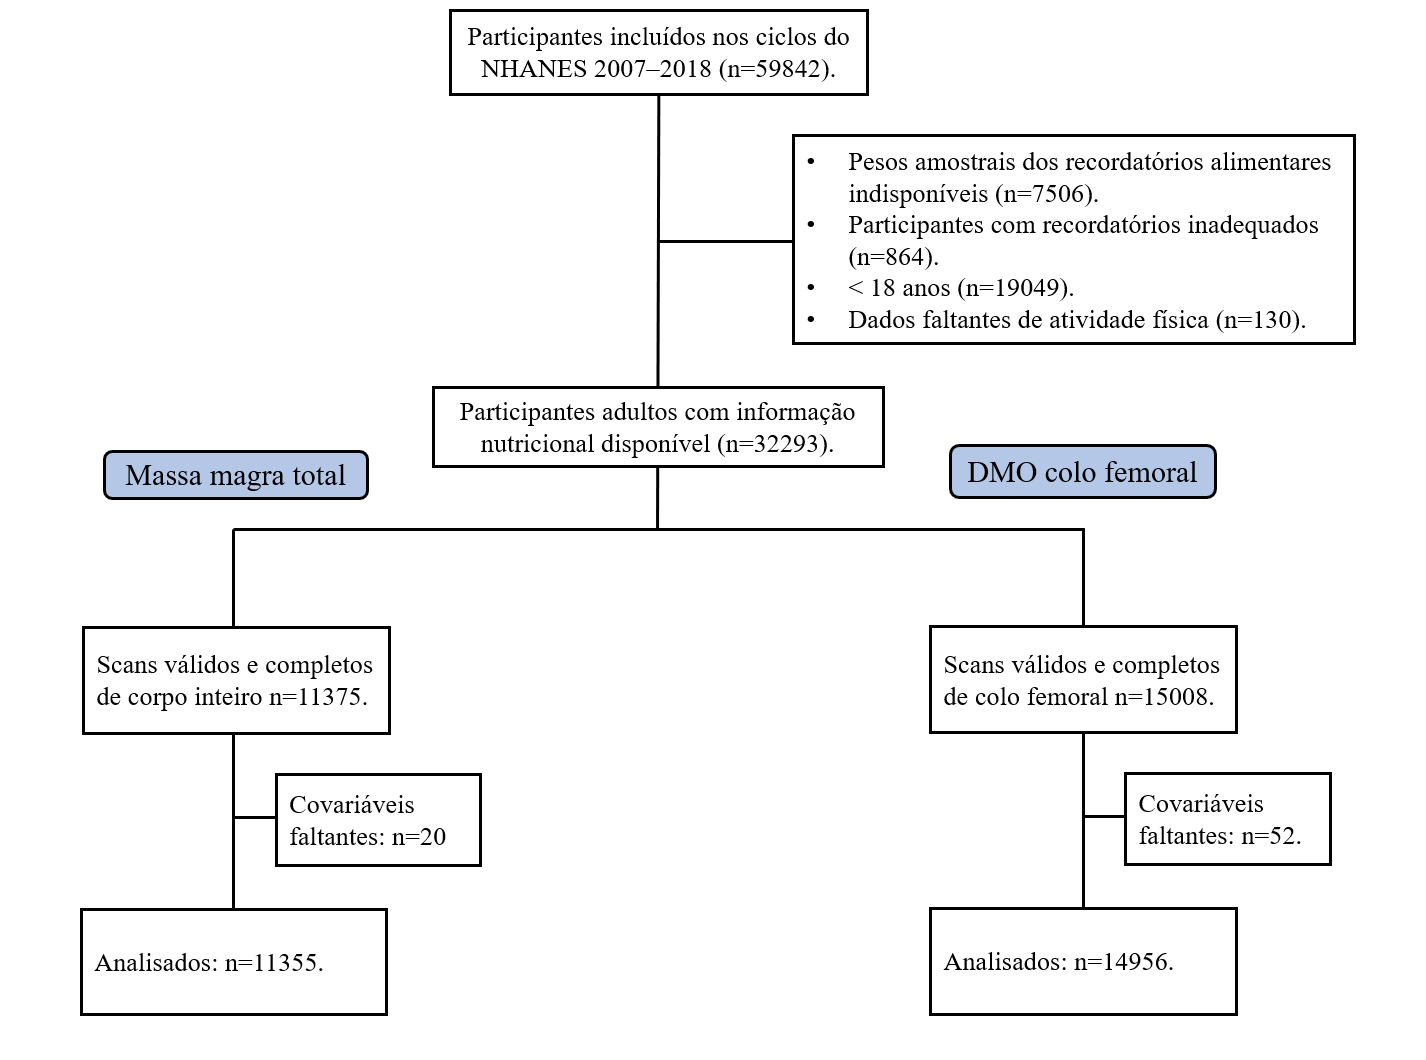 Participantes incluídos nos ciclos do
NHANES 2007–2018 (n=59842).
• Pesos amostrais dos recordatórios alimentares
indisponíveis (n=7506).
• Participantes com recordatórios inadequados
(n=864).
• < 18 anos (n=19049).
• Dados faltantes de atividade física (n=130).
Participantes adultos com informação
nutricional disponível (n=32293).
Massa magra total
DMO colo femoral
Scans válidos e completos
de corpo inteiro n=11375.
Scans válidos e completos
de colo femoral n=15008.
Covariáveis
faltantes: n=20
Covariáveis
faltantes: n=52.
Analisados: n=11355.
Analisados: n=14956.